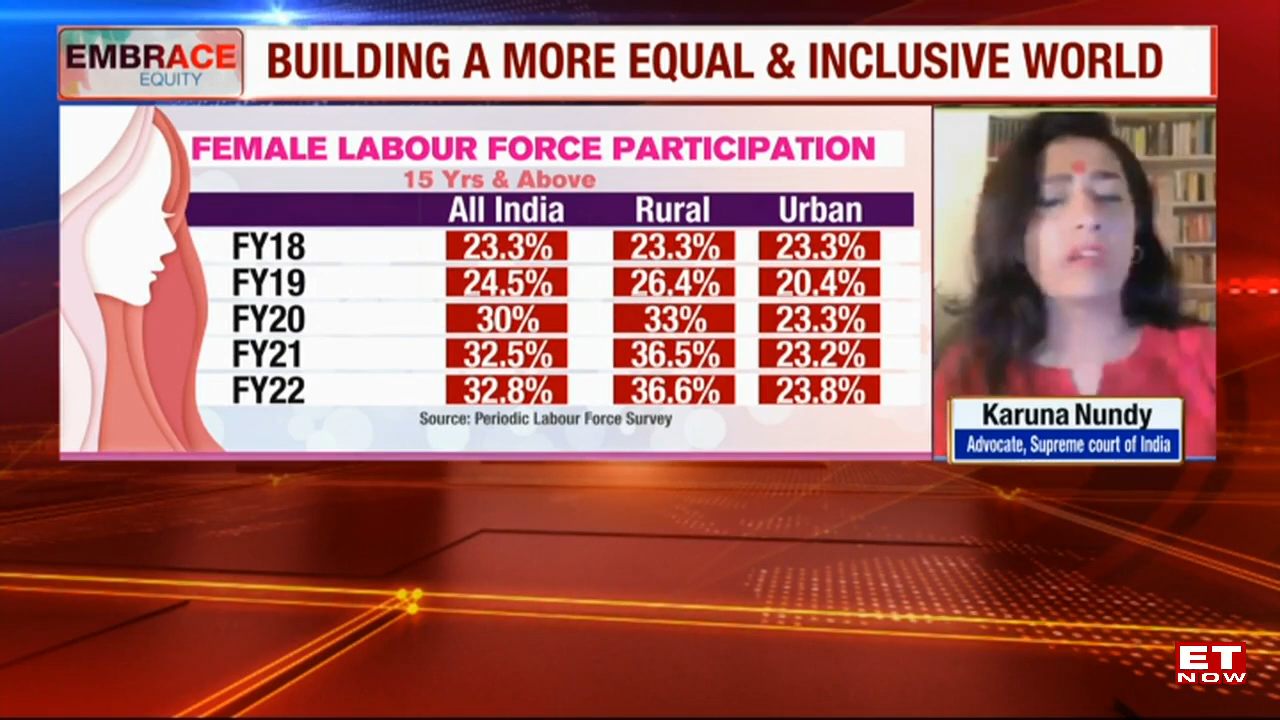 EMBRACE
EQUITY
BUILDING A MORE EQUAL & INCLUSIVE WORLD
FEMALE LABOUR FORCE PARTICIPATION
15 Yrs & Above
All India Rural Urban
FY18 23.3% 23.3% 23.3%
FY19 24.5% 26.4% 20.4%
FY20 30% 33% 23.3%
FY21 32.5% 36.5% 23.2%
FY22 32.8% 36.6% 23.8%
Source: Periodic Labour Force Survey
Karuna Nundy
Advocate, Supreme court of India
ET
NOW